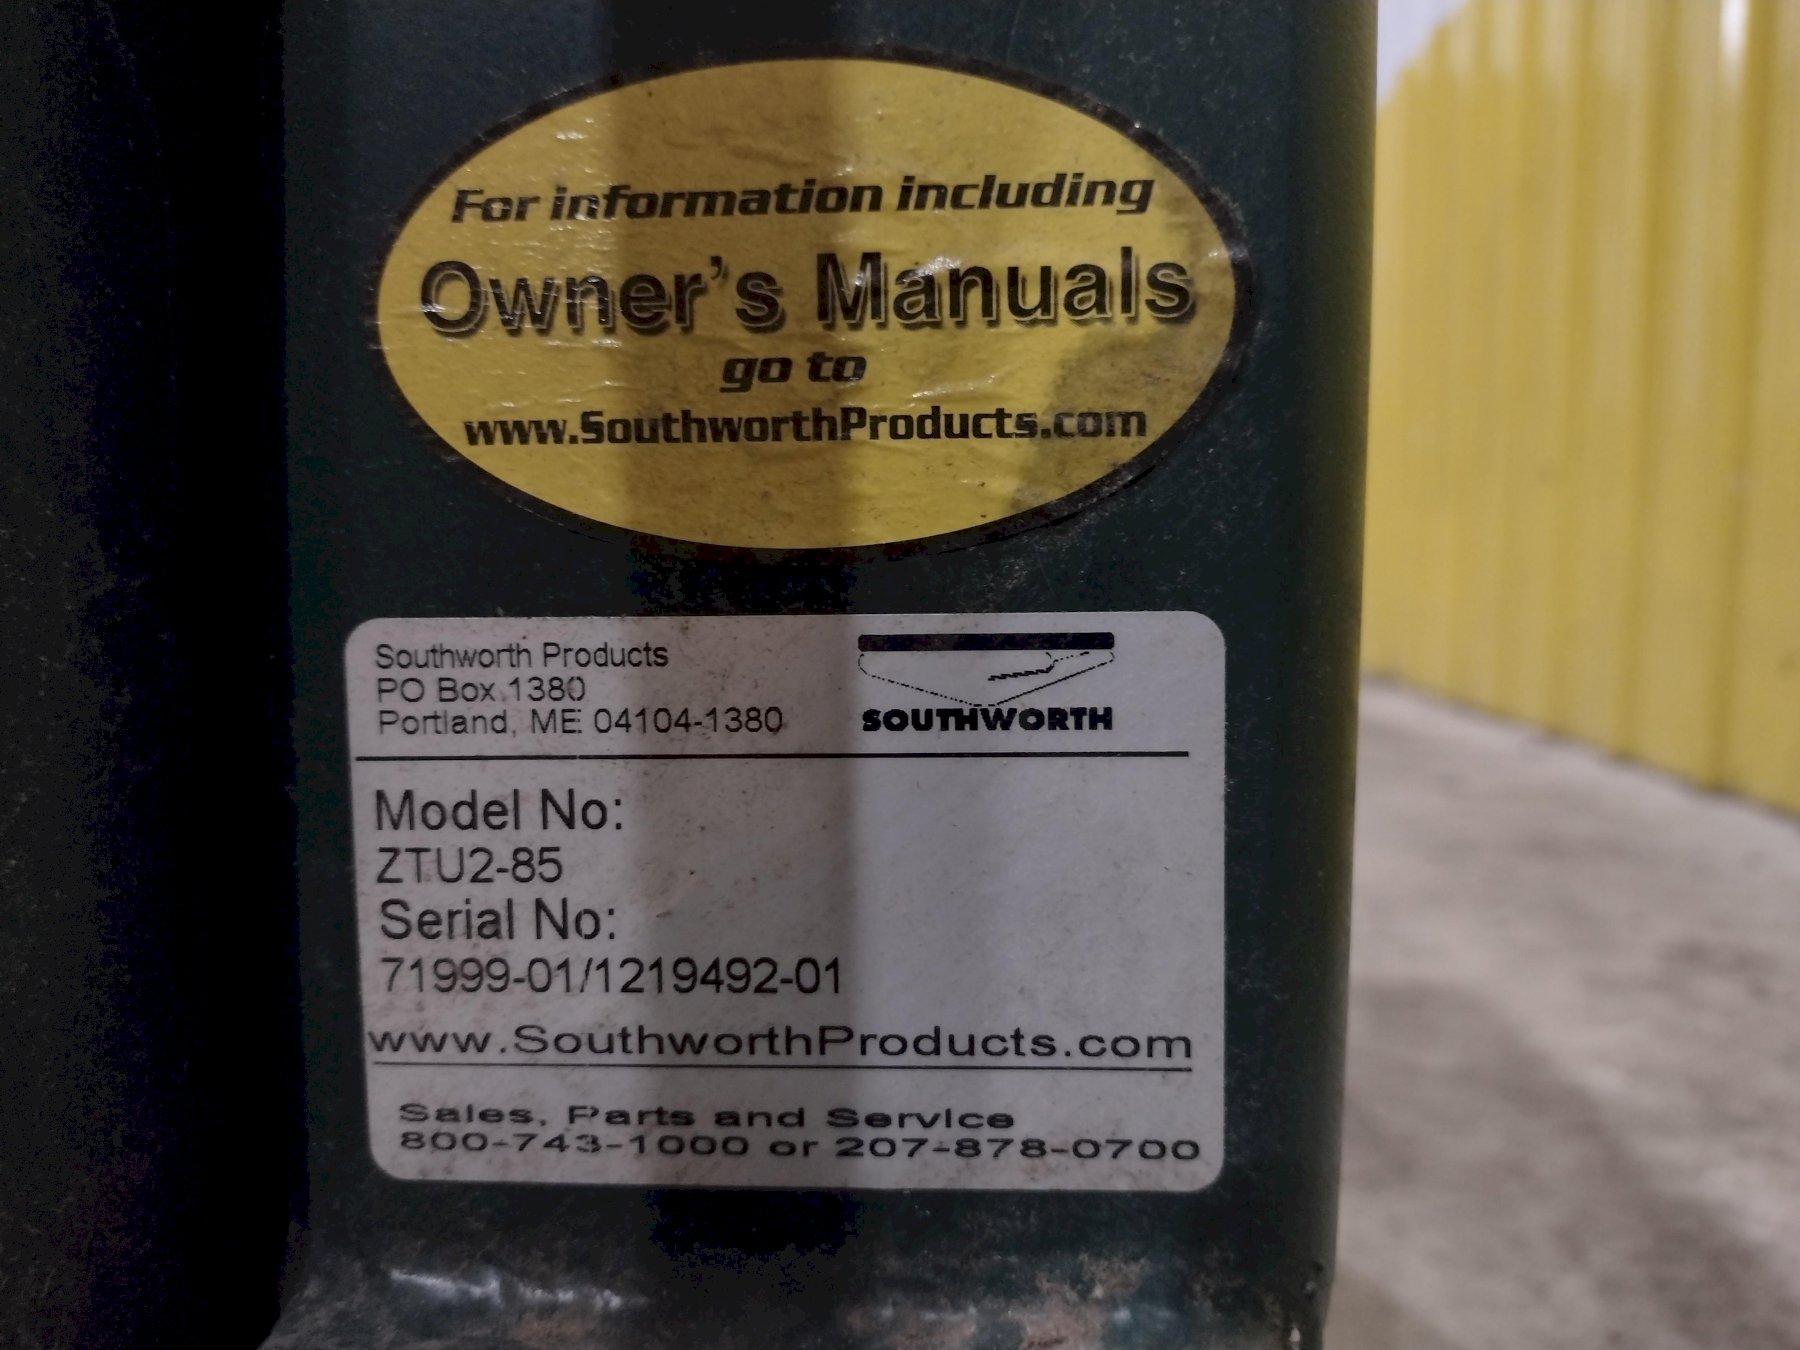 For information including
Owner's Manuals
go to
www.SouthworthProducts.com
Southworth Products
PO Box 1380
Portland, ME 04104-1380
SOUTHWORTH
Model No:
ZTU2-85
Serial No:
71999-01/1219492-01
www.SouthworthProducts.com
Sales, Parts and Service
800-743-1000 or 207-878-0700